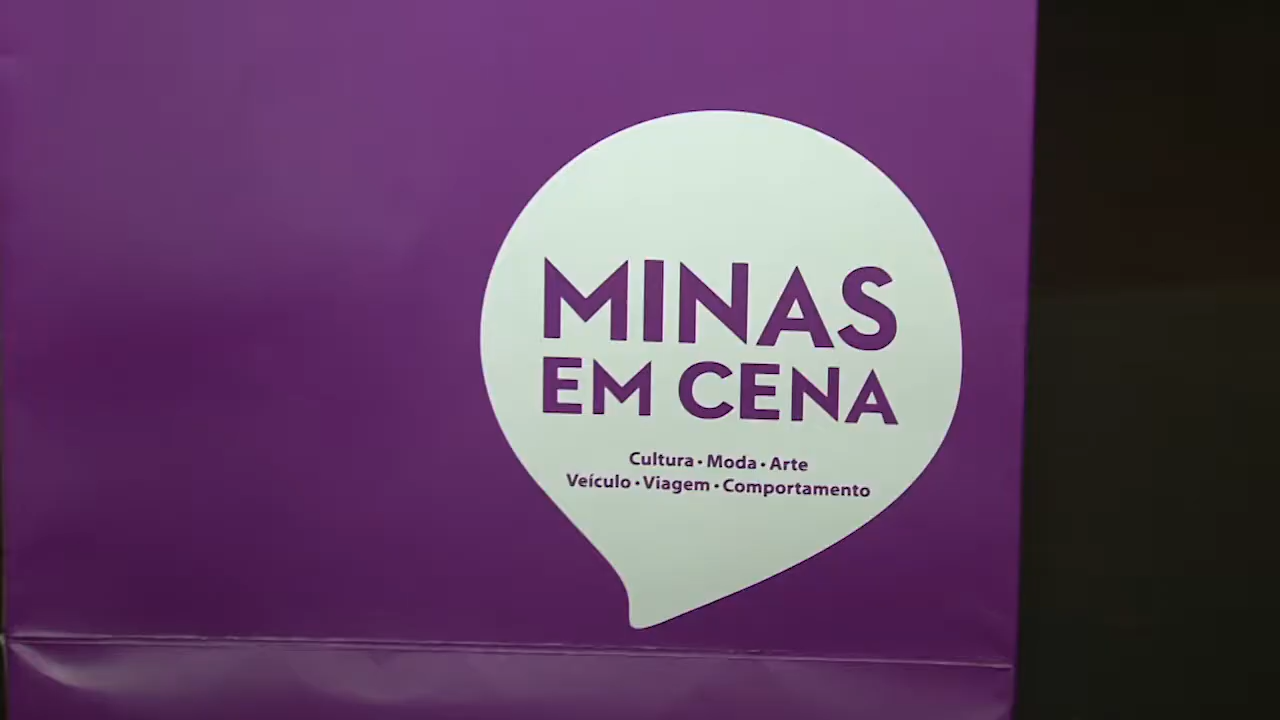 MINAS
EM CENA
Cultura • Moda • Arte
Veículo • Viagem • Comportamento